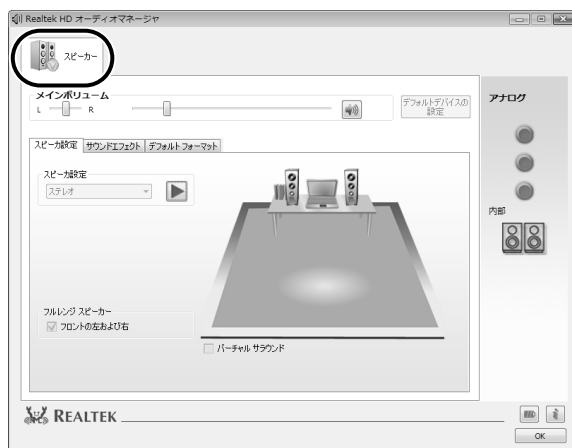 Realtek HD オーディオマネージャ
スピーカー
メインボリューム
L R
デフォルトデバイスの
設定
アナログ
スピーカ設定 サウンドエフェクト デフォルトフォーマット
スピーカ設定
ステレオ
内部
フルレンジ スピーカー
フロントの左および右
バーチャル サラウンド
REALTEK
OK